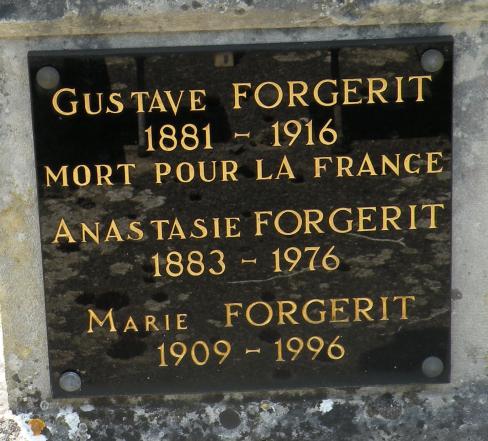 GUSTAVE FORGERIT
1881 - 1916
MORT POUR LA FRANCE
ANASTASIE FORGERIT
1883 - 1976
MARIE FORGERIT
1909 - 1996